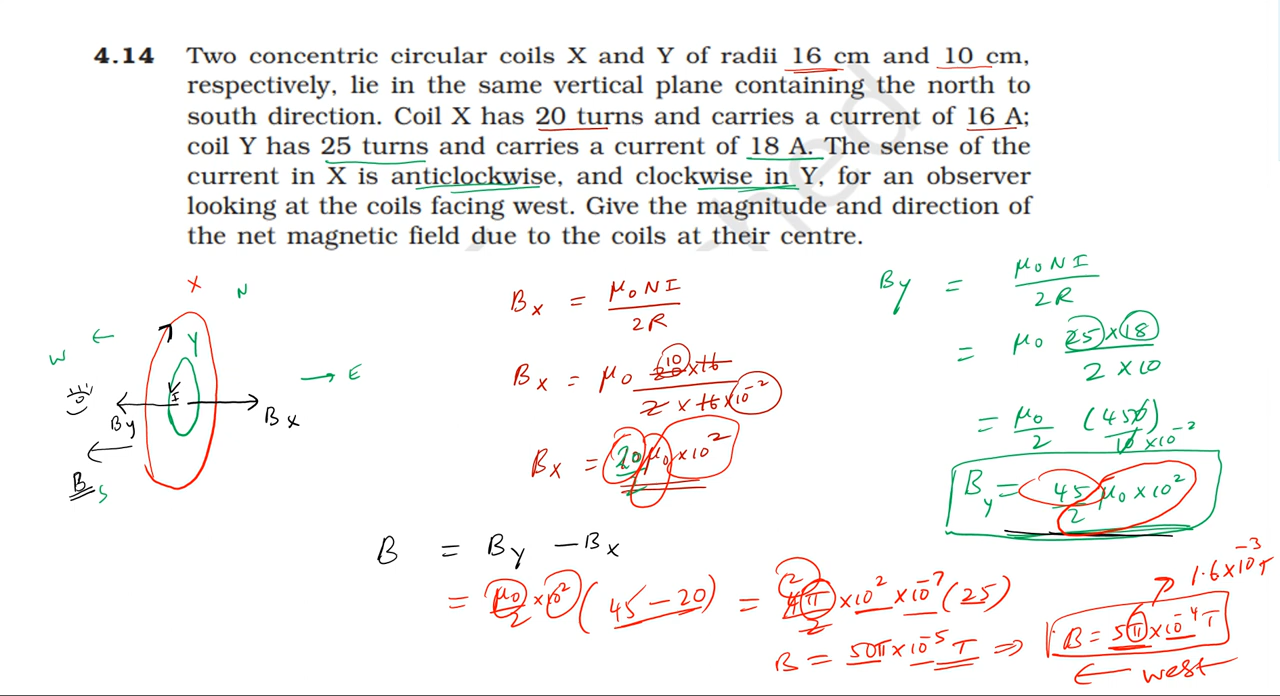 4.14 Two concentric circular coils X and Y of radii 16 cm and 10 cm,
respectively, lie in the same vertical plane containing the north to
south direction. Coil X has 20 turns and carries a current of 16 A;
coil Y has 25 turns and carries a current of 18 A. The sense of the
current in X is anticlockwise, and clockwise in Y, for an observer
looking at the coils facing west. Give the magnitude and direction of
the net magnetic field due to the coils at their centre.
X N
Y
W ← → E
By Bx
B S
Bx = μ₀NI / 2R
Bx = μ₀ 20×16 / 2×16×10⁻² 10
Bx = 20 μ₀ ×10²
By = μ₀NI / 2R
= μ₀ 25×18 / 2×10
= μ₀/2 (450) / 10×10⁻²
By = 45/2 μ₀×10²
B = By − Bx
= μ₀/2 ×10² (45−20) = 4π/2 ×10² ×10⁻⁷ (25) 2
B = 50π×10⁻⁵ T ⇒ B = 5π×10⁻⁴ T
1.6×10⁻³ T
← west